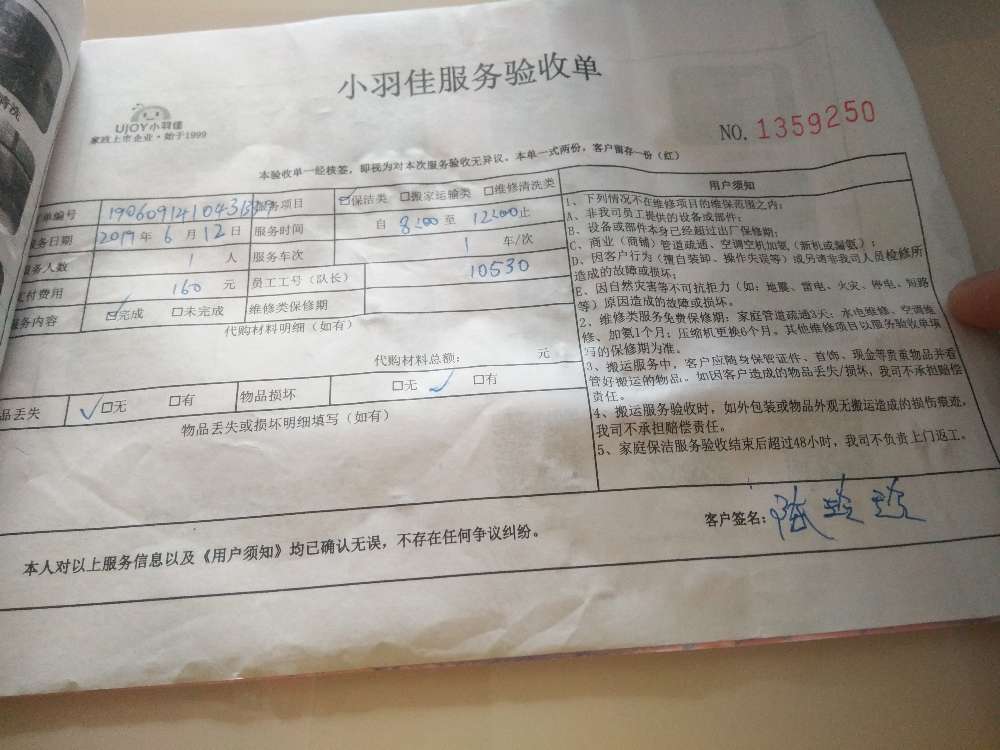 清洗
小羽佳服务验收单
UJOY小羽佳
家政上市企业·始于1999
NO. 1359250
本验收单一经核签，即视为对本次服务验收无异议。本单一式两份，客户留存一份（红）
单编号 服务项目 保洁类 □搬家运输类 □维修清洗类
务日期 2019年 6月 12日 服务时间 自 8:00 至 12:00止
务人数 1 人 服务车次 1 车/次
支付费用 160 元 员工工号（队长） 10530
务内容 ☑完成 □未完成 维修类保修期
代购材料明细（如有）
代购材料总额： 元
品丢失 ✓□无 □有 物品损坏 □无 ✓ □有
物品丢失或损坏明细填写（如有）
用户须知
1、下列情况不在维修项目的维保范围之内：
A、非我司员工提供的设备或部件；
B、设备或部件本身已经超过出厂保修期；
C、商业（商铺）管道疏通、空调空机加氨（新机或漏氨）；
D、因客户行为（擅自装卸、操作失误等）或另请非我司人员检修所
造成的故障或损坏；
E、因自然灾害等不可抗拒力（如：地震、雷电、火灾、停电、短路
等）原因造成的故障或损坏。
2、维修类服务免费保修期：家庭管道疏通3天；水电维修、空调维
修、加氨1个月；压缩机更换6个月。其他维修项目以服务验收单填
写的保修期为准。
3、搬运服务中，客户应随身保管证件、首饰、现金等贵重物品并看
管好搬运的物品。如因客户造成的物品丢失/损坏，我司不承担赔偿
责任。
4、搬运服务验收时，如外包装或物品外观无搬运造成的损伤痕迹，
我司不承担赔偿责任。
5、家庭保洁服务验收结束后超过48小时，我司不负责上门返工。
本人对以上服务信息以及《用户须知》均已确认无误，不存在任何争议纠纷。
客户签名：